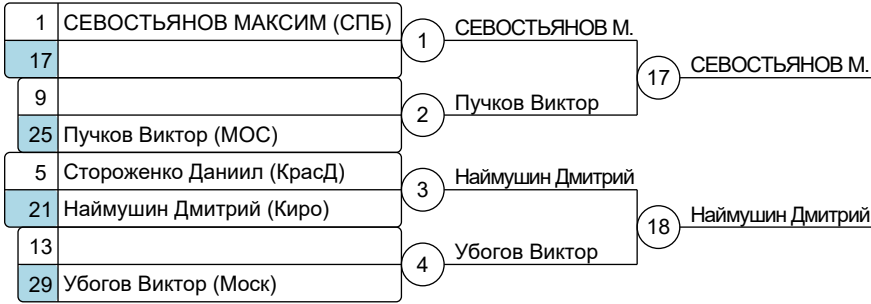 1 СЕВОСТЬЯНОВ МАКСИМ (СПБ)
17
9
25 Пучков Виктор (МОС)
5 Стороженко Даниил (КрасД)
21 Наймушин Дмитрий (Киро)
13
29 Убогов Виктор (Моск)
1 СЕВОСТЬЯНОВ М.
2 Пучков Виктор
3 Наймушин Дмитрий
4 Убогов Виктор
17 СЕВОСТЬЯНОВ М.
18 Наймушин Дмитрий